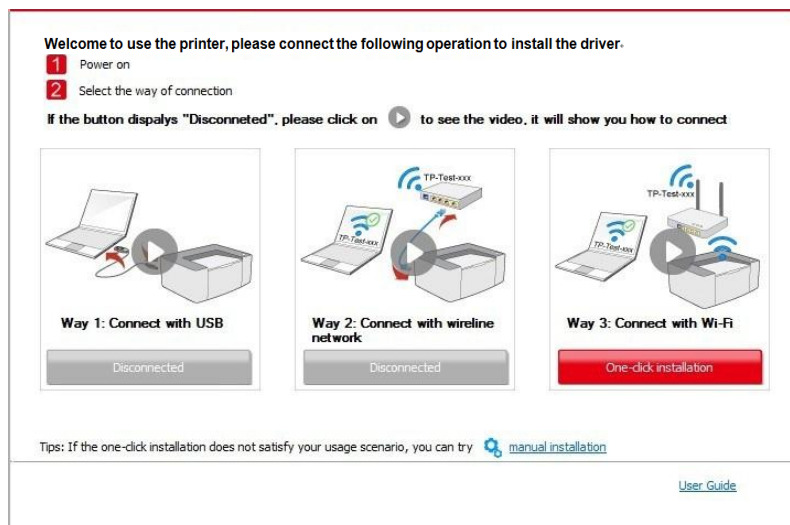 Welcome to use the printer, please connect the following operation to install the driver.
1 Power on
2 Select the way of connection
If the button dispalys "Disconneted", please click on to see the video, it will show you how to connect
TP-Test-xxx
TP-Test-xxx
TP-Test-xxx
TP-Test-xxx
Way 1: Connect with USB
Way 2: Connect with wireline
network
Way 3: Connect with Wi-Fi
Disconnected
Disconnected
One-click installation
Tips: If the one-click installation does not satisfy your usage scenario, you can try manual installation
User Guide